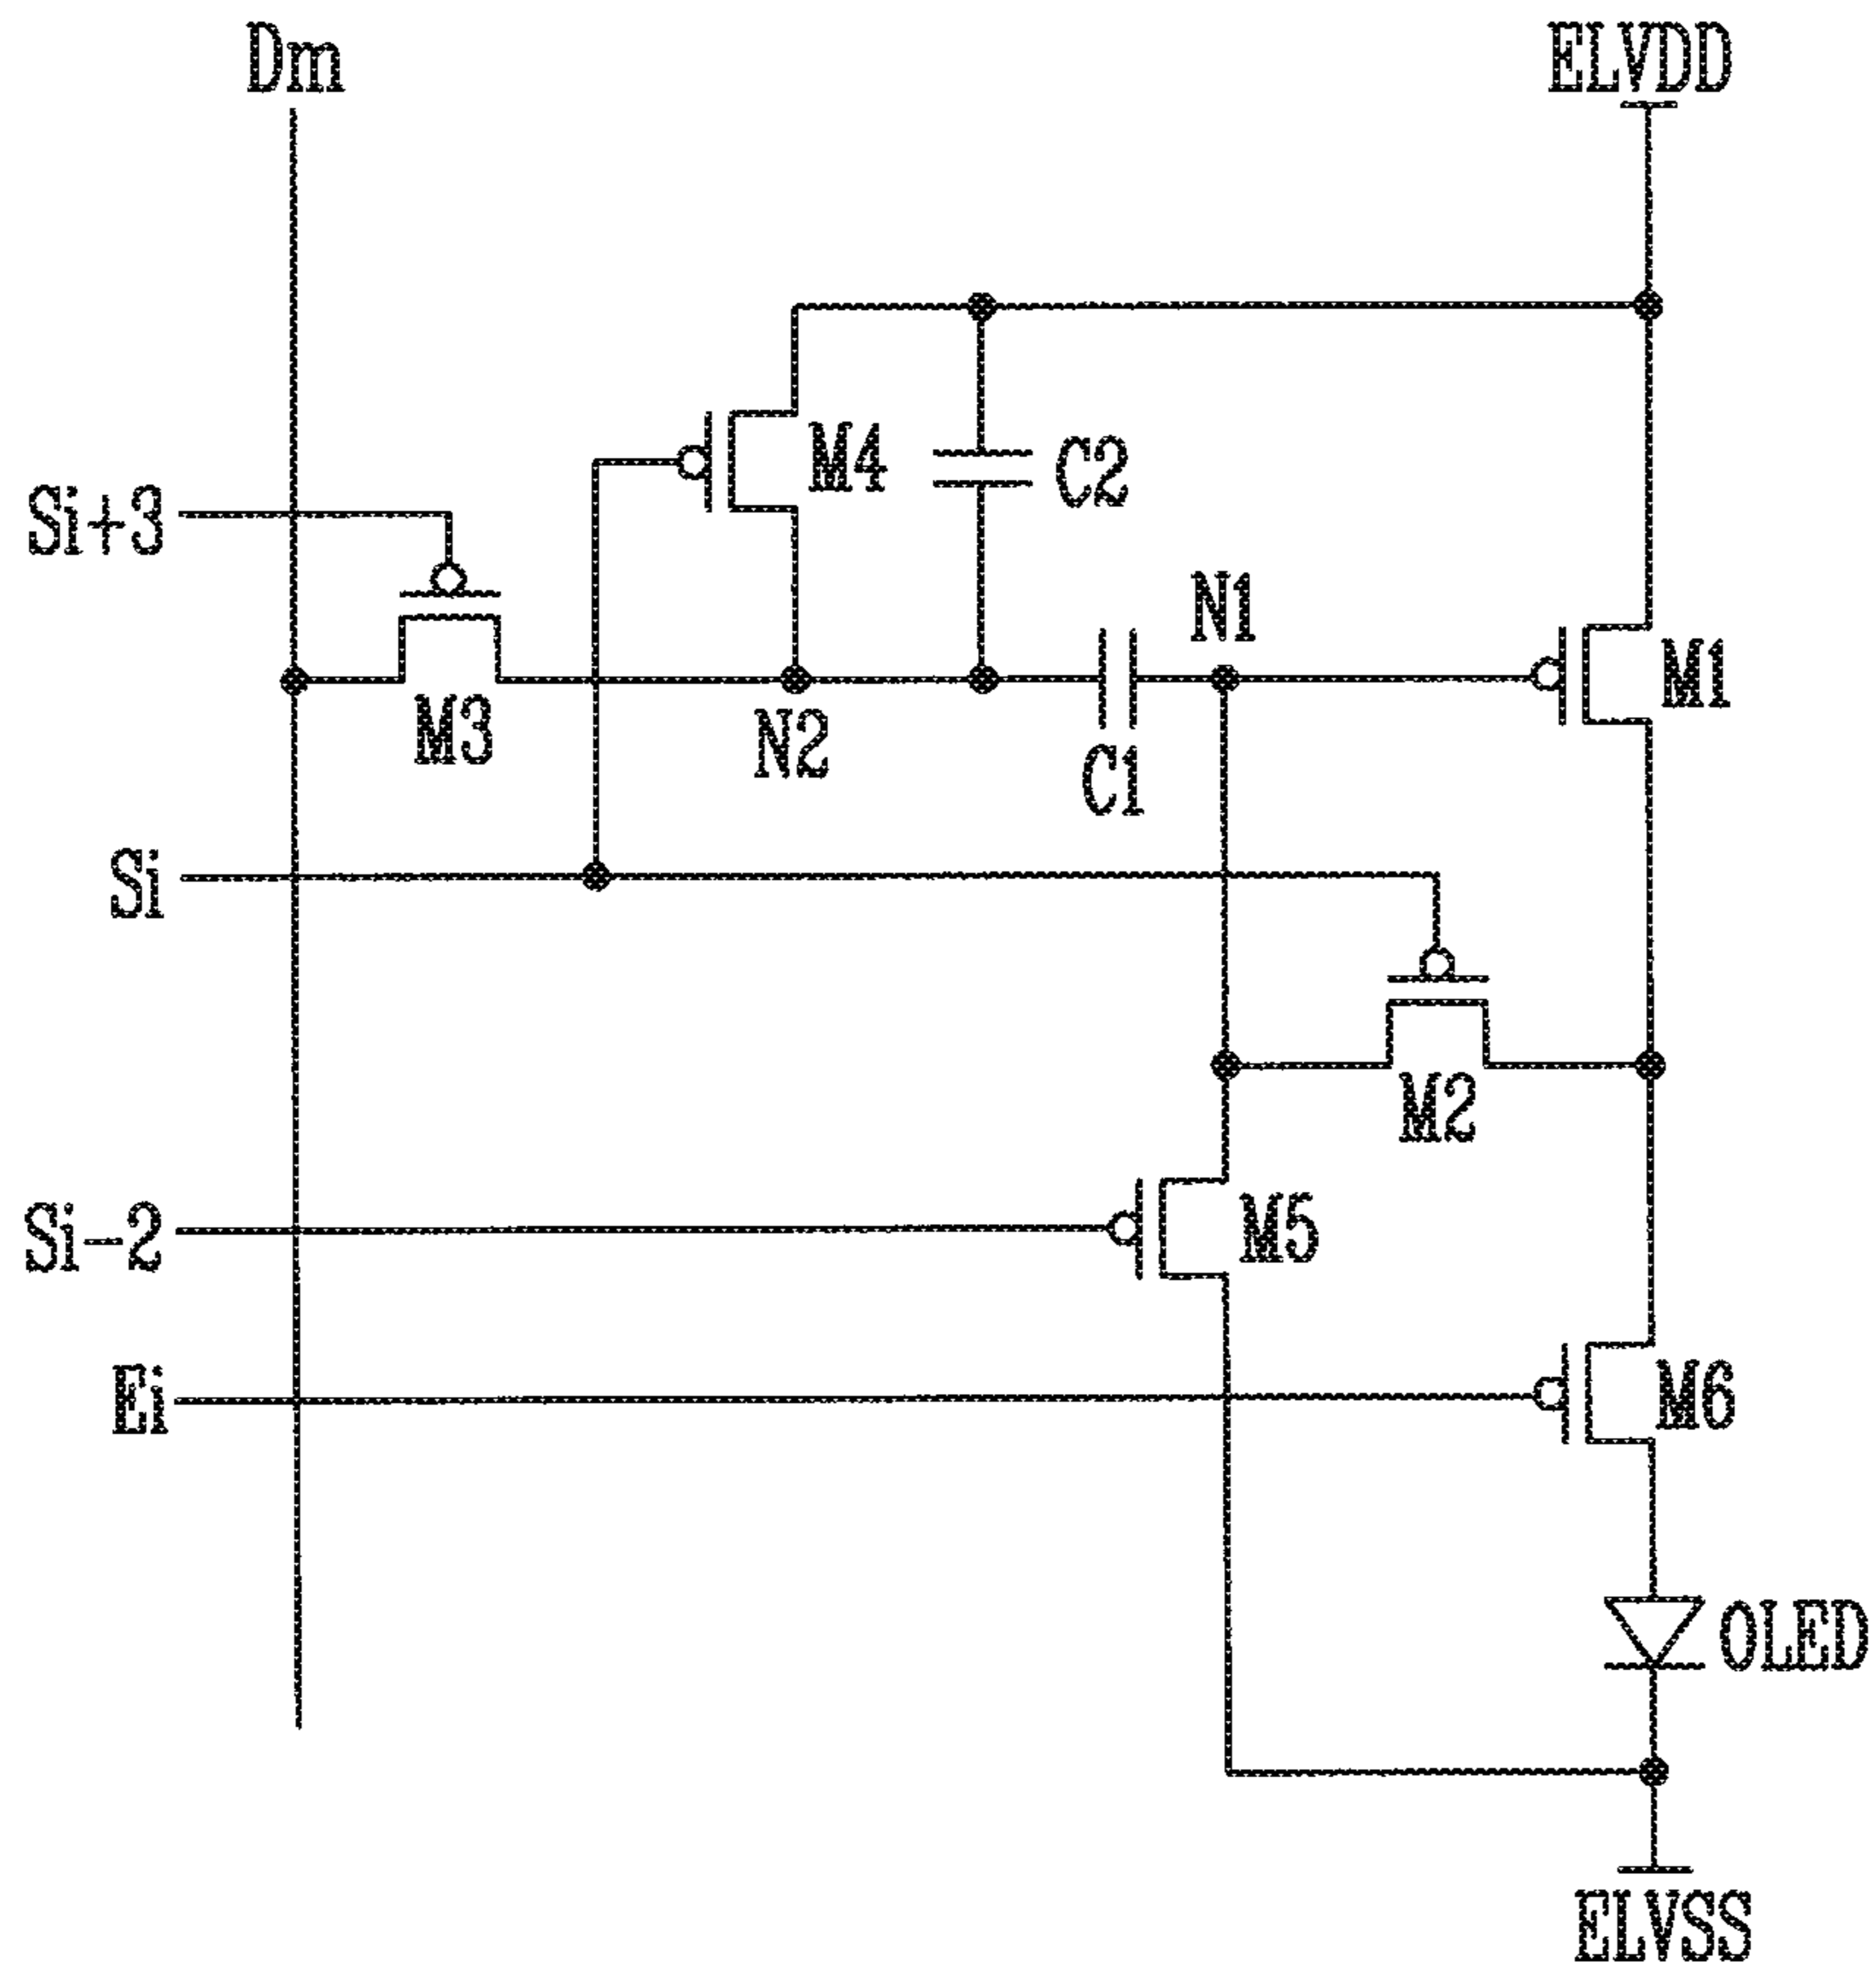 Dm
ELVDD
M4
C2
Si+3
N1
M1
M3
N2
C1
Si
M2
Si-2
M5
Ei
M6
OLED
ELVSS